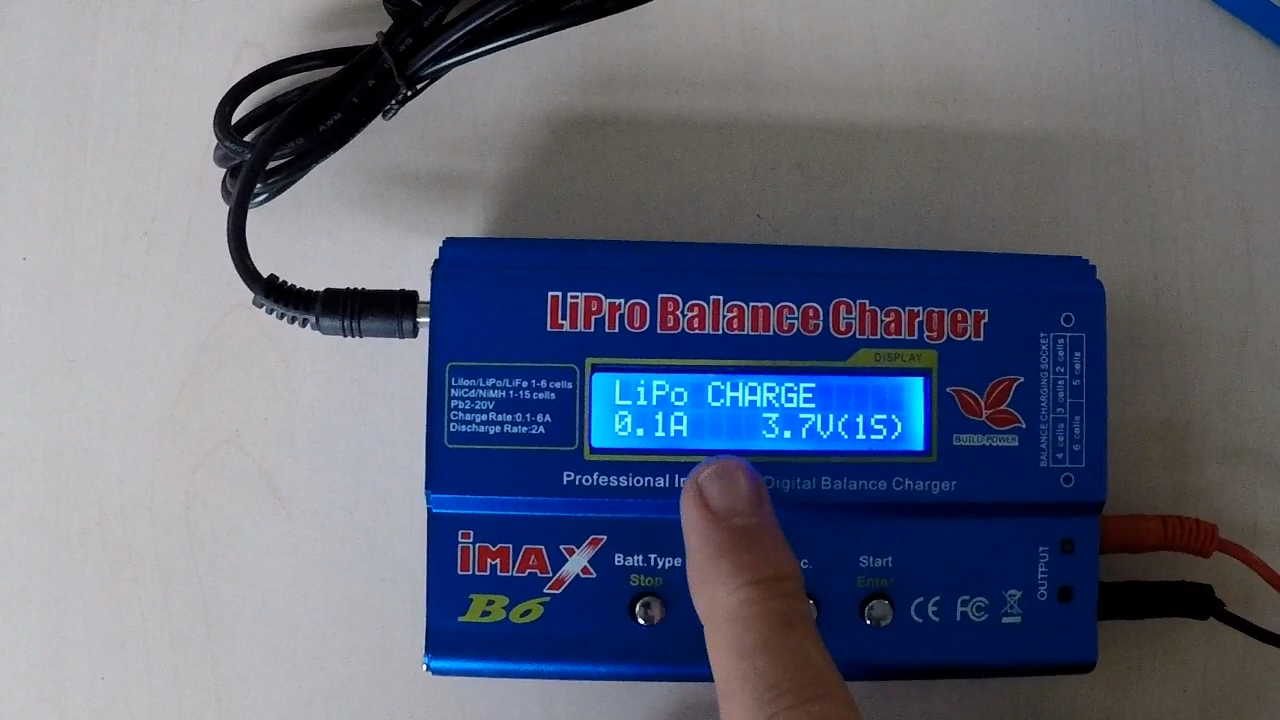 AWM
LiPro Balance Charger
DISPLAY
LiIon/LiPo/LiFe 1-6 cells
NiCd/NiMH 1-15 cells
Pb2-20V
Charge Rate:0.1-6A
Discharge Rate:2A
LiPo CHARGE
0.1A 3.7V(1S)
BUILD-POWER
BALANCE CHARGING SOCKET
4 cells 3 cells 2 cells
6 cells 5 cells
Professional Digital Balance Charger
iMAX
B6
Batt.Type
Stop
Start
Enter
CE FC
OUTPUT